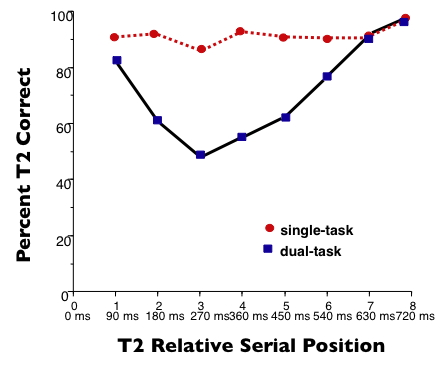 100
80
60
40
20
0
Percent T2 Correct
single-task
dual-task
0 1 2 3 4 5 6 7 8
0 ms 90 ms 180 ms 270 ms 360 ms 450 ms 540 ms 630 ms 720 ms
T2 Relative Serial Position